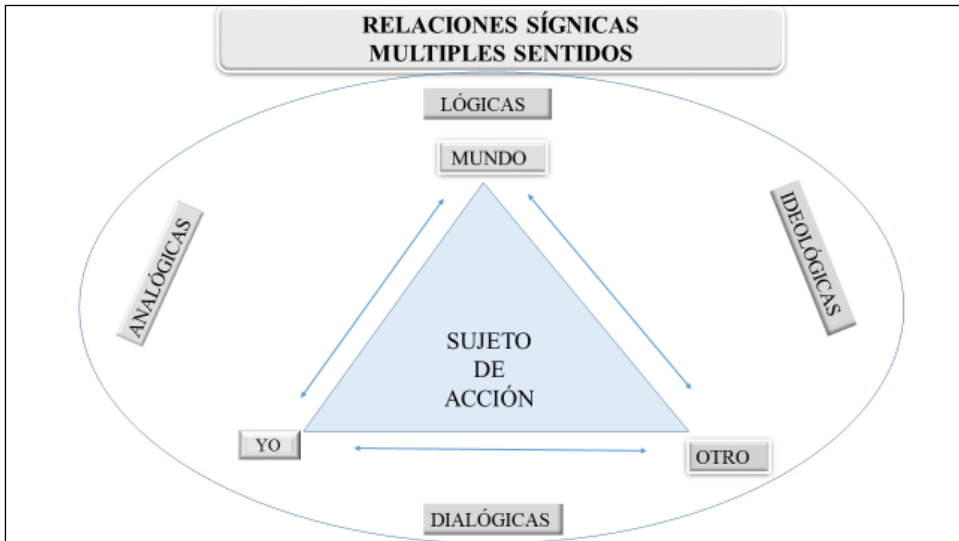 RELACIONES SÍGNICAS
MULTIPLES SENTIDOS
LÓGICAS
MUNDO
ANALÓGICAS
IDEOLÓGICAS
SUJETO
DE
ACCIÓN
YO
OTRO
DIALÓGICAS